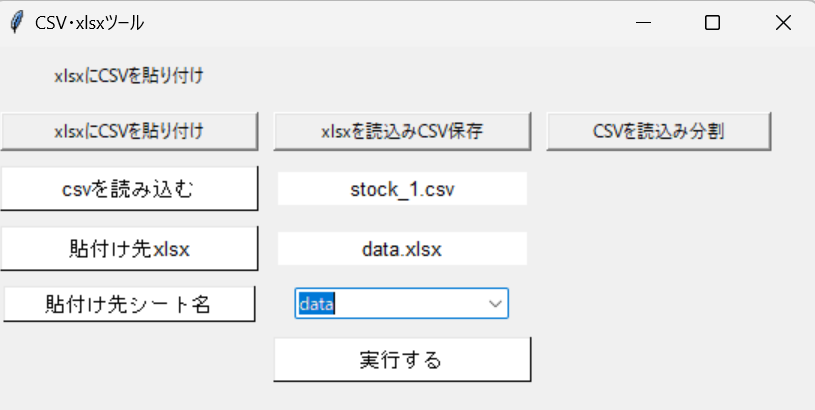 CSV・xlsxツール
xlsxにCSVを貼り付け
xlsxにCSVを貼り付け xlsxを読込みCSV保存 CSVを読込み分割
csvを読み込む stock_1.csv
貼付け先xlsx data.xlsx
貼付け先シート名 data
実行する